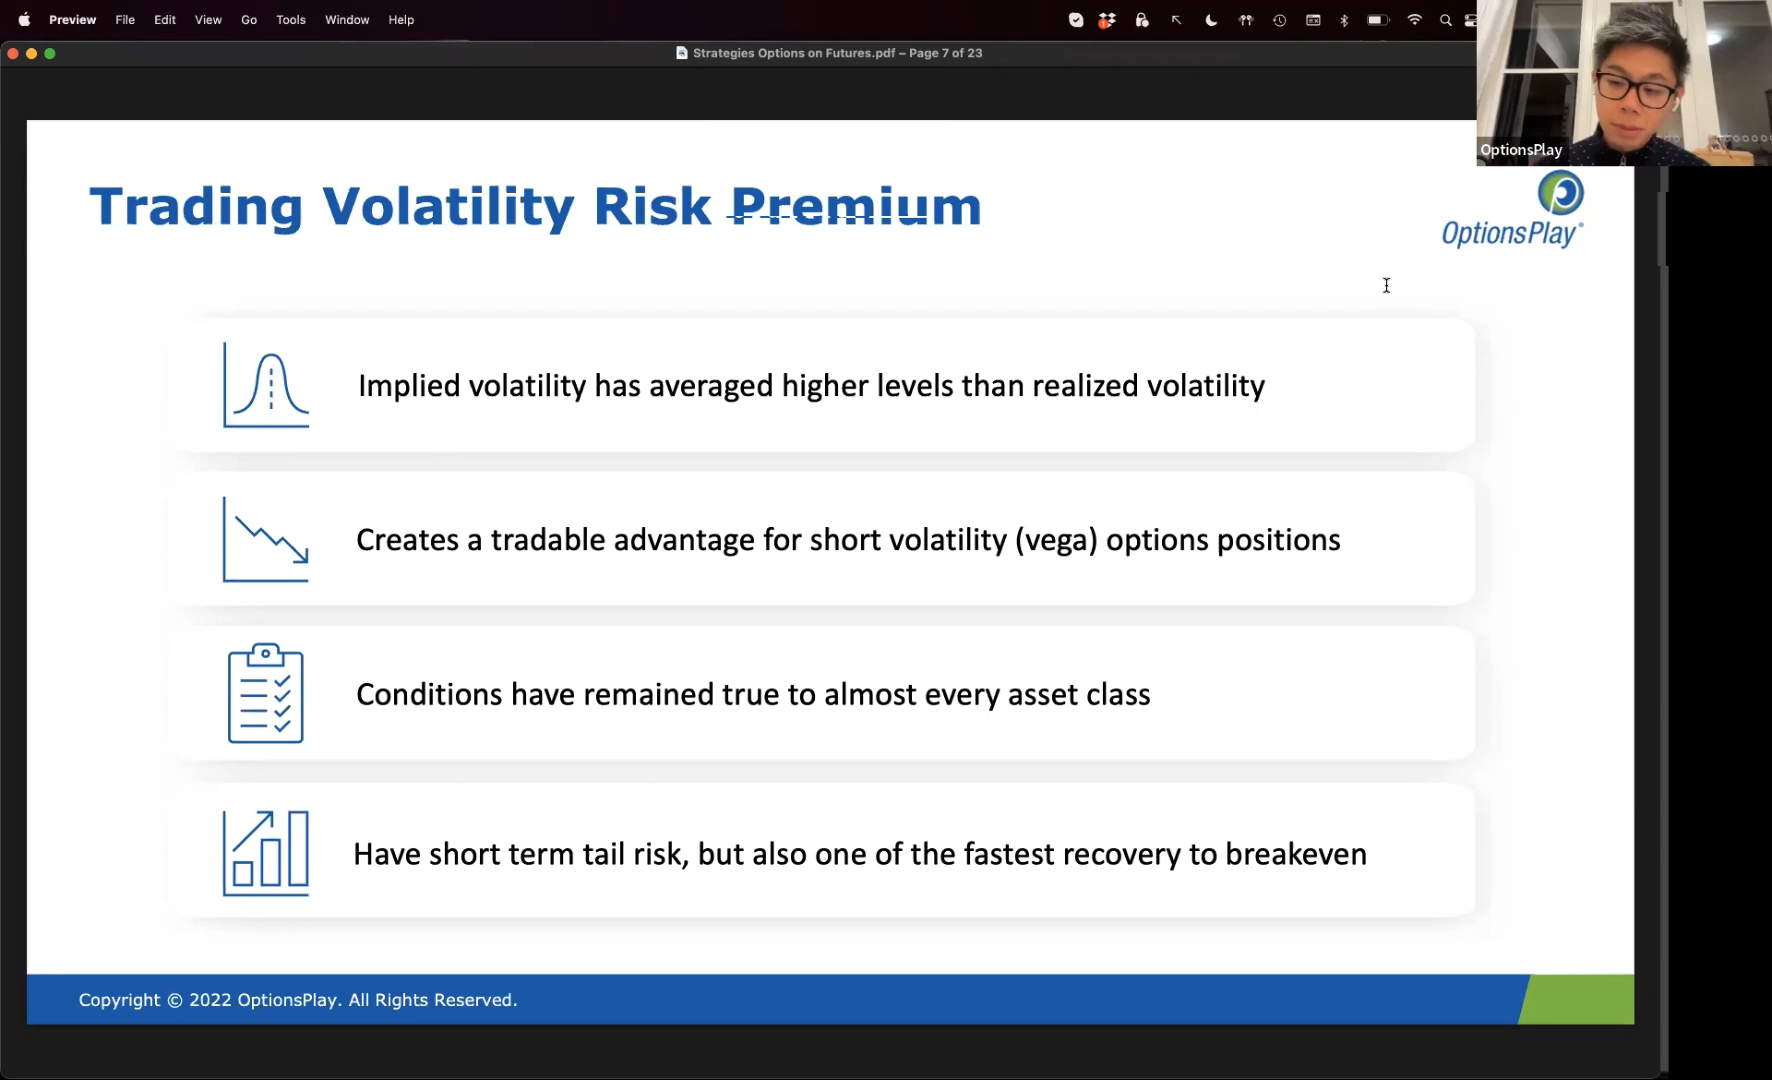 Preview File Edit View Go Tools Window Help
Strategies Options on Futures.pdf – Page 7 of 23
OptionsPlay
Trading Volatility Risk Premium
OptionsPlay
Implied volatility has averaged higher levels than realized volatility
Creates a tradable advantage for short volatility (vega) options positions
Conditions have remained true to almost every asset class
Have short term tail risk, but also one of the fastest recovery to breakeven
Copyright © 2022 OptionsPlay. All Rights Reserved.